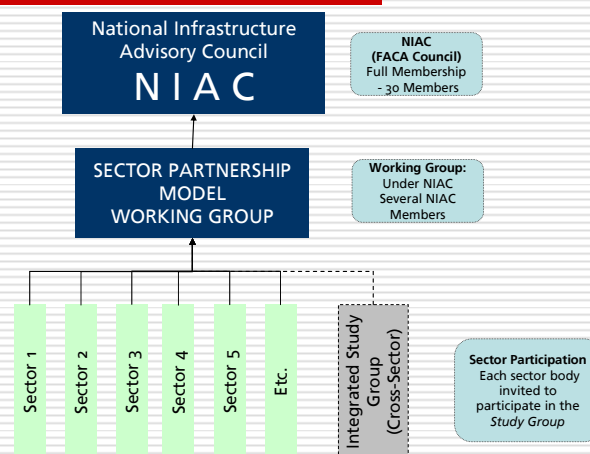 National Infrastructure
Advisory Council
N I A C
NIAC
(FACA Council)
Full Membership
- 30 Members
SECTOR PARTNERSHIP
MODEL
WORKING GROUP
Working Group:
Under NIAC
Several NIAC
Members
Sector 1
Sector 2
Sector 3
Sector 4
Sector 5
Etc.
Integrated Study
Group
(Cross-Sector)
Sector Participation
Each sector body
invited to
participate in the
Study Group